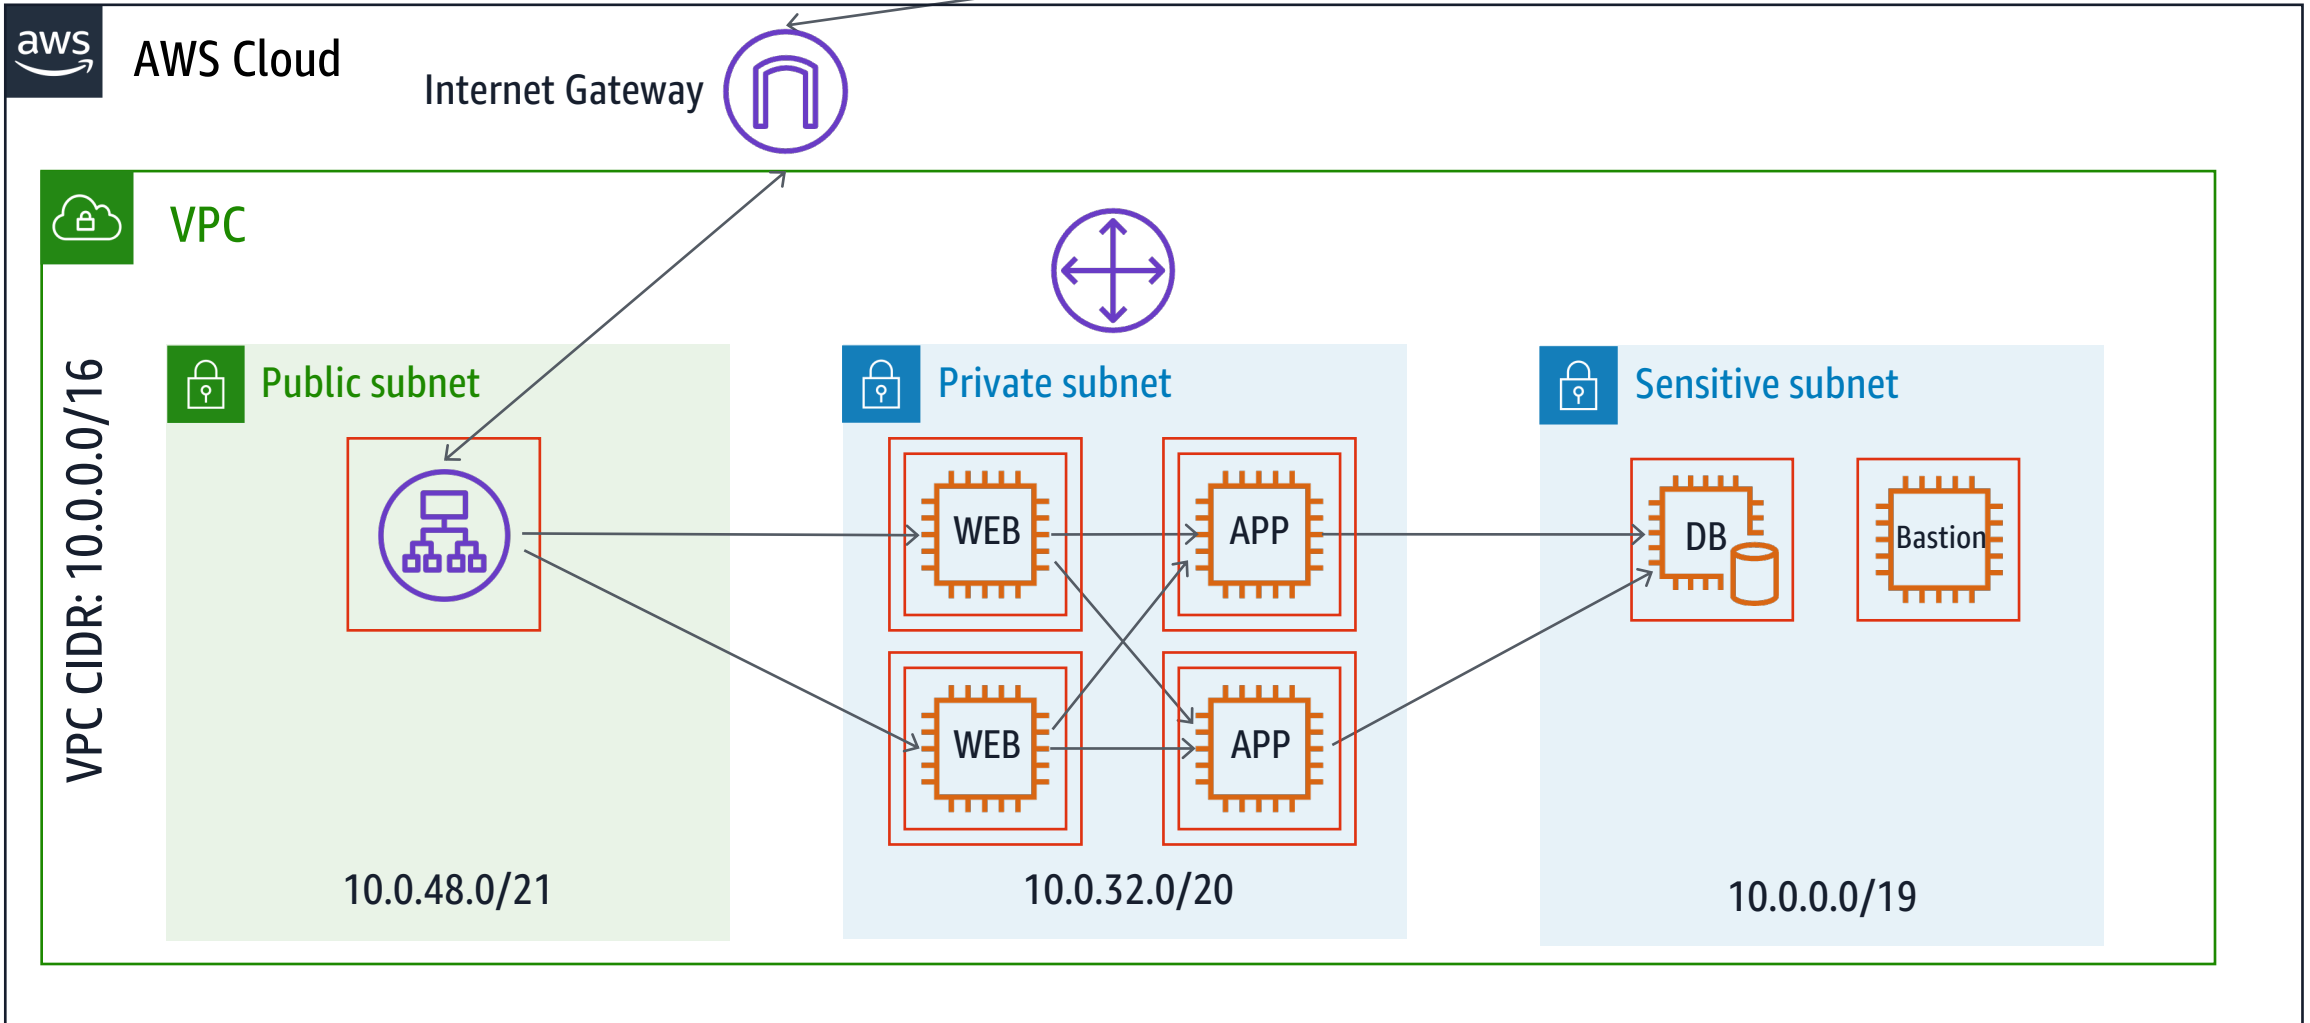 aws
AWS Cloud
Internet Gateway
VPC
VPC CIDR: 10.0.0.0/16
Public subnet
Private subnet
Sensitive subnet
WEB
APP
DB
Bastion
WEB
APP
10.0.48.0/21
10.0.32.0/20
10.0.0.0/19